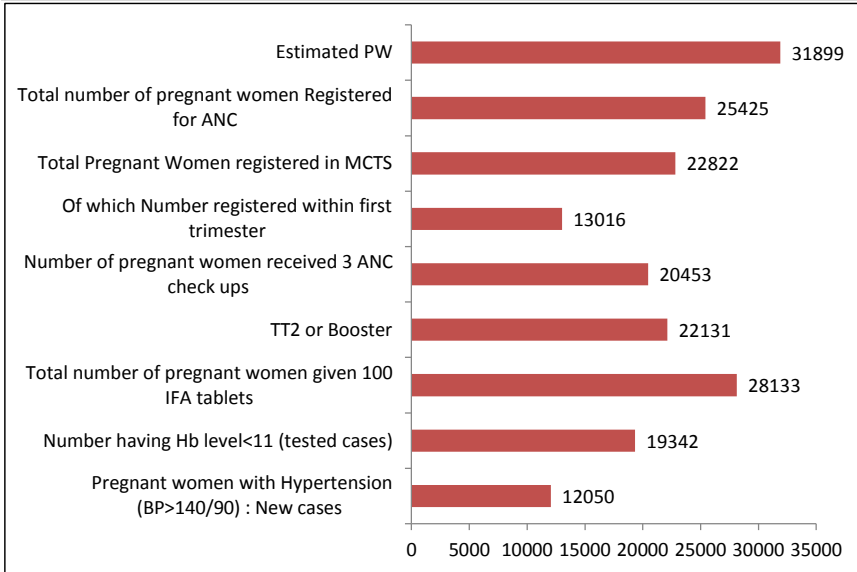 Estimated PW
31899
Total number of pregnant women Registered
for ANC
25425
Total Pregnant Women registered in MCTS
22822
Of which Number registered within first
trimester
13016
Number of pregnant women received 3 ANC
check ups
20453
TT2 or Booster
22131
Total number of pregnant women given 100
IFA tablets
28133
Number having Hb level<11 (tested cases)
19342
Pregnant women with Hypertension
(BP>140/90) : New cases
12050
0 5000 10000 15000 20000 25000 30000 35000